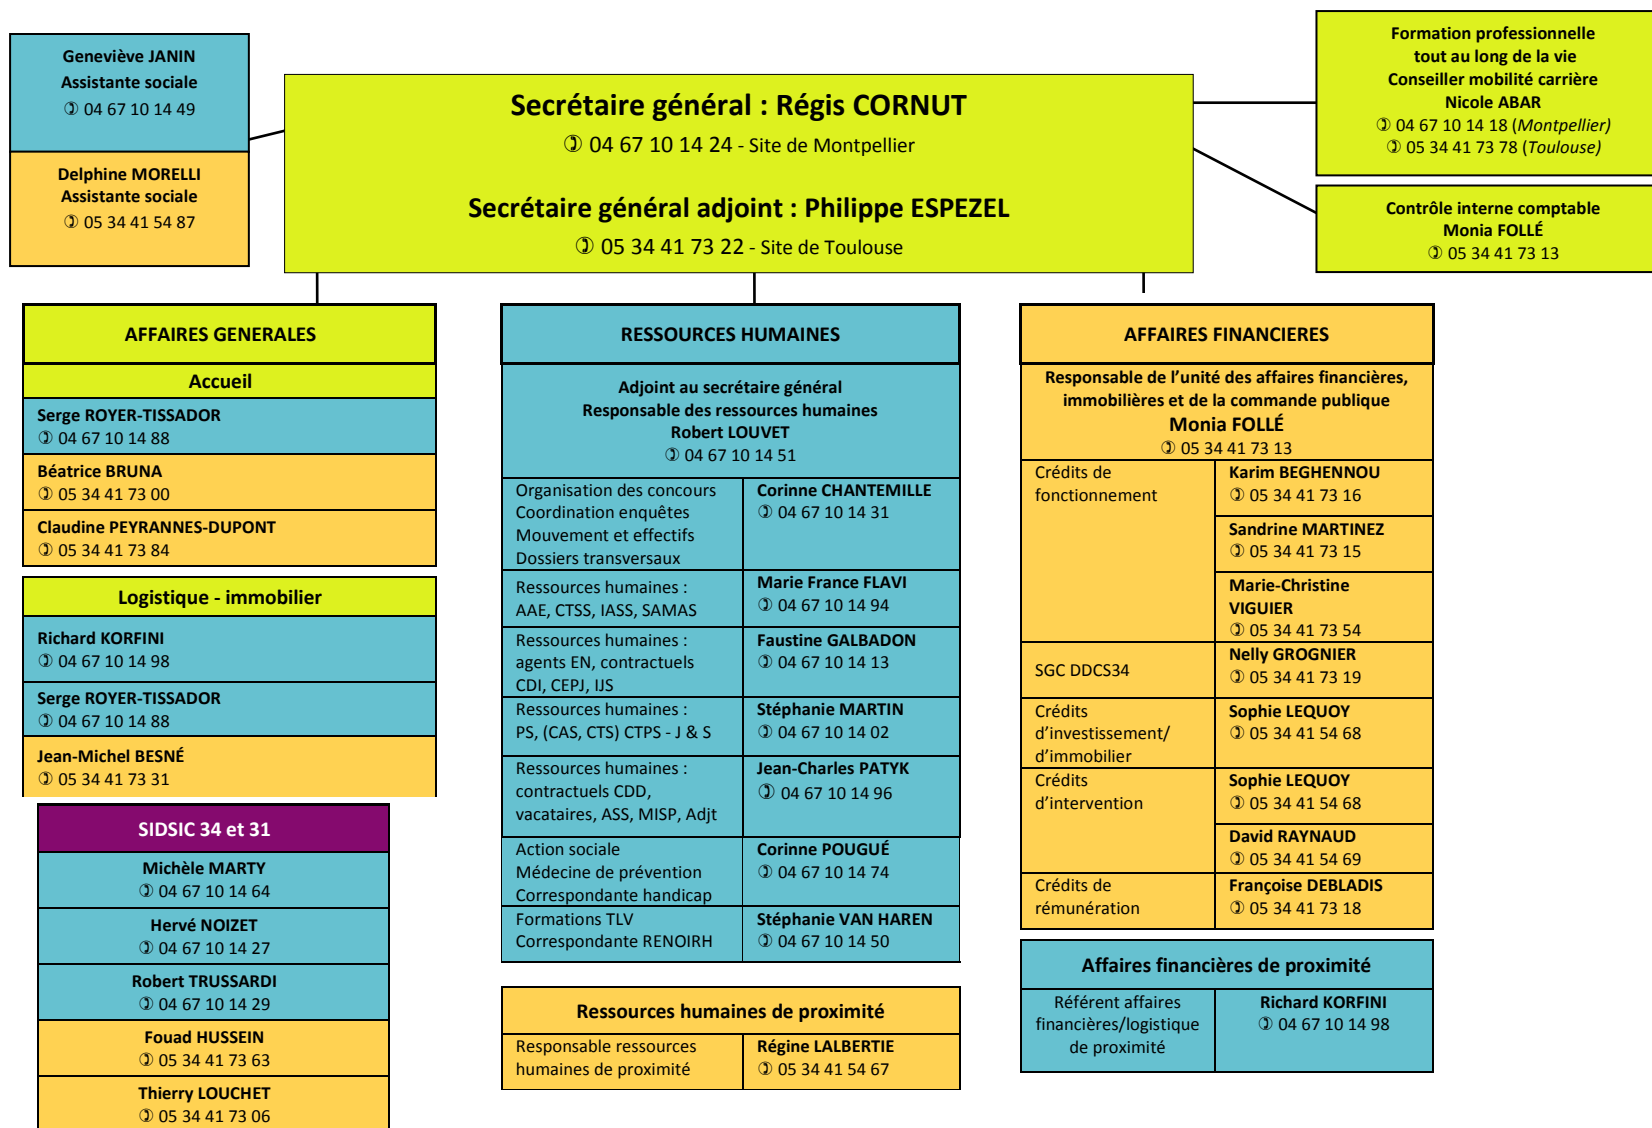 Geneviève JANIN
Assistante sociale
✆ 04 67 10 14 49
Delphine MORELLI
Assistante sociale
✆ 05 34 41 54 87
Secrétaire général : Régis CORNUT
✆ 04 67 10 14 24 - Site de Montpellier
Secrétaire général adjoint : Philippe ESPEZEL
✆ 05 34 41 73 22 - Site de Toulouse
Formation professionnelle
tout au long de la vie
Conseiller mobilité carrière
Nicole ABAR
✆ 04 67 10 14 18 (Montpellier)
✆ 05 34 41 73 78 (Toulouse)
Contrôle interne comptable
Monia FOLLÉ
✆ 05 34 41 73 13
AFFAIRES GENERALES
Accueil
Serge ROYER-TISSADOR
✆ 04 67 10 14 88
Béatrice BRUNA
✆ 05 34 41 73 00
Claudine PEYRANNES-DUPONT
✆ 05 34 41 73 84
Logistique - immobilier
Richard KORFINI
✆ 04 67 10 14 98
Serge ROYER-TISSADOR
✆ 04 67 10 14 88
Jean-Michel BESNÉ
✆ 05 34 41 73 31
SIDSIC 34 et 31
Michèle MARTY
✆ 04 67 10 14 64
Hervé NOIZET
✆ 04 67 10 14 27
Robert TRUSSARDI
✆ 04 67 10 14 29
Fouad HUSSEIN
✆ 05 34 41 73 63
Thierry LOUCHET
✆ 05 34 41 73 06
RESSOURCES HUMAINES
Adjoint au secrétaire général
Responsable des ressources humaines
Robert LOUVET
✆ 04 67 10 14 51
Organisation des concours
Coordination enquêtes
Mouvement et effectifs
Dossiers transversaux
Corinne CHANTEMILLE
✆ 04 67 10 14 31
Ressources humaines :
AAE, CTSS, IASS, SAMAS
Marie France FLAVI
✆ 04 67 10 14 94
Ressources humaines :
agents EN, contractuels
CDI, CEPJ, IJS
Faustine GALBADON
✆ 04 67 10 14 13
Ressources humaines :
PS, (CAS, CTS) CTPS - J & S
Stéphanie MARTIN
✆ 04 67 10 14 02
Ressources humaines :
contractuels CDD,
vacataires, ASS, MISP, Adjt
Jean-Charles PATYK
✆ 04 67 10 14 96
Action sociale
Médecine de prévention
Correspondante handicap
Corinne POUGUÉ
✆ 04 67 10 14 74
Formations TLV
Correspondante RENOIRH
Stéphanie VAN HAREN
✆ 04 67 10 14 50
Ressources humaines de proximité
Responsable ressources
humaines de proximité
Régine LALBERTIE
✆ 05 34 41 54 67
AFFAIRES FINANCIERES
Responsable de l’unité des affaires financières,
immobilières et de la commande publique
Monia FOLLÉ
✆ 05 34 41 73 13
Crédits de
fonctionnement
Karim BEGHENNOU
✆ 05 34 41 73 16
Sandrine MARTINEZ
✆ 05 34 41 73 15
Marie-Christine
VIGUIER
✆ 05 34 41 73 54
SGC DDCS34
Nelly GROGNIER
✆ 05 34 41 73 19
Crédits
d’investissement/
d’immobilier
Sophie LEQUOY
✆ 05 34 41 54 68
Crédits
d’intervention
Sophie LEQUOY
✆ 05 34 41 54 68
David RAYNAUD
✆ 05 34 41 54 69
Crédits de
rémunération
Françoise DEBLADIS
✆ 05 34 41 73 18
Affaires financières de proximité
Référent affaires
financières/logistique
de proximité
Richard KORFINI
✆ 04 67 10 14 98